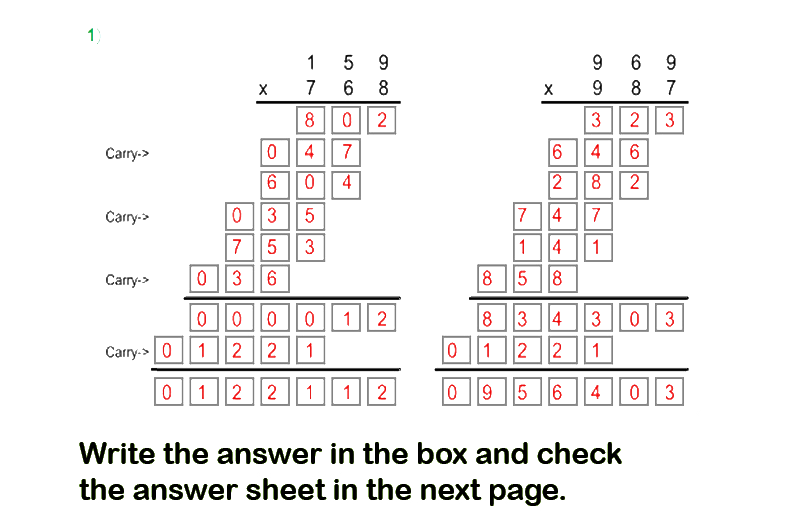 1)
1 5 9 9 6 9
x 7 6 8 x 9 8 7
8 0 2 3 2 3
Carry-> 0 4 7 6 4 6
6 0 4 2 8 2
Carry-> 0 3 5 7 4 7
7 5 3 1 4 1
Carry-> 0 3 6 8 5 8
0 0 0 0 1 2 8 3 4 3 0 3
Carry-> 0 1 2 2 1 0 1 2 2 1
0 1 2 2 1 1 2 0 9 5 6 4 0 3
Write the answer in the box and check
the answer sheet in the next page.